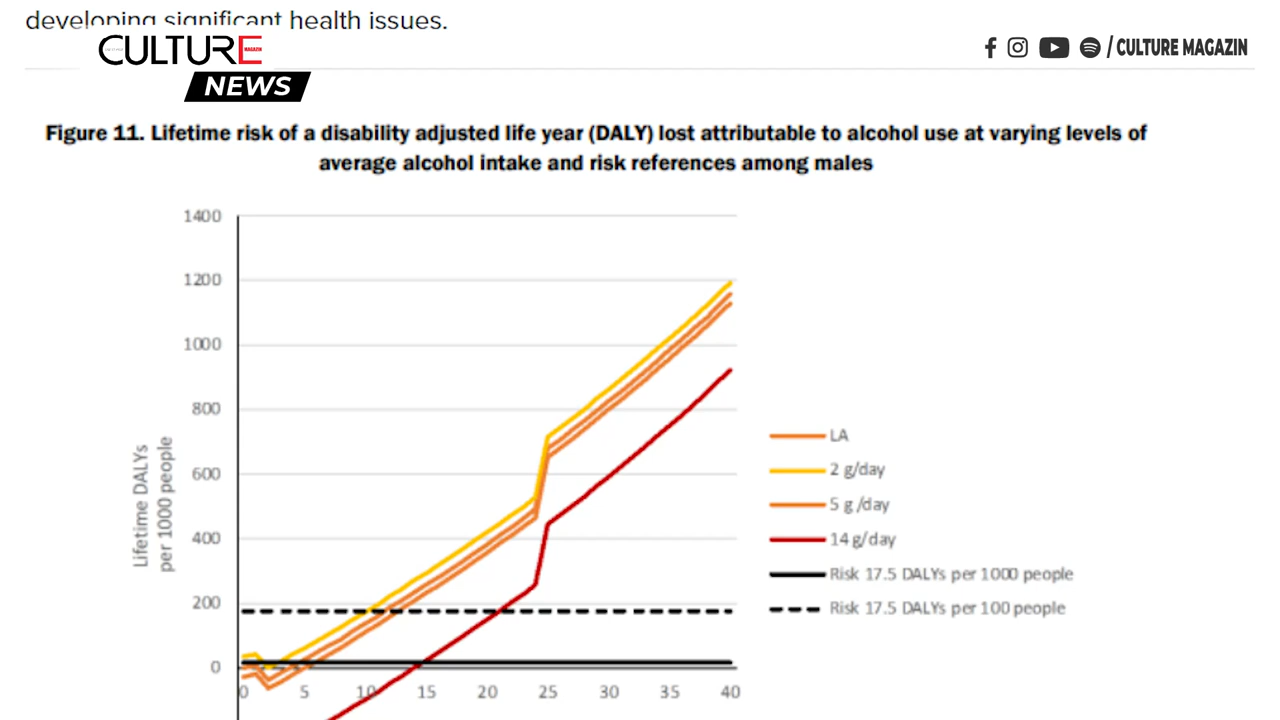 developing significant health issues.
CULTURE
MAGAZIN
NEWS
/ CULTURE MAGAZIN
Figure 11. Lifetime risk of a disability adjusted life year (DALY) lost attributable to alcohol use at varying levels of
average alcohol intake and risk references among males
1400
1200
1000
800
600
400
200
0
Lifetime DALYs
per 1000 people
0 5 10 15 20 25 30 35 40
LA
2 g/day
5 g /day
14 g/day
Risk 17.5 DALYs per 1000 people
Risk 17.5 DALYs per 100 people